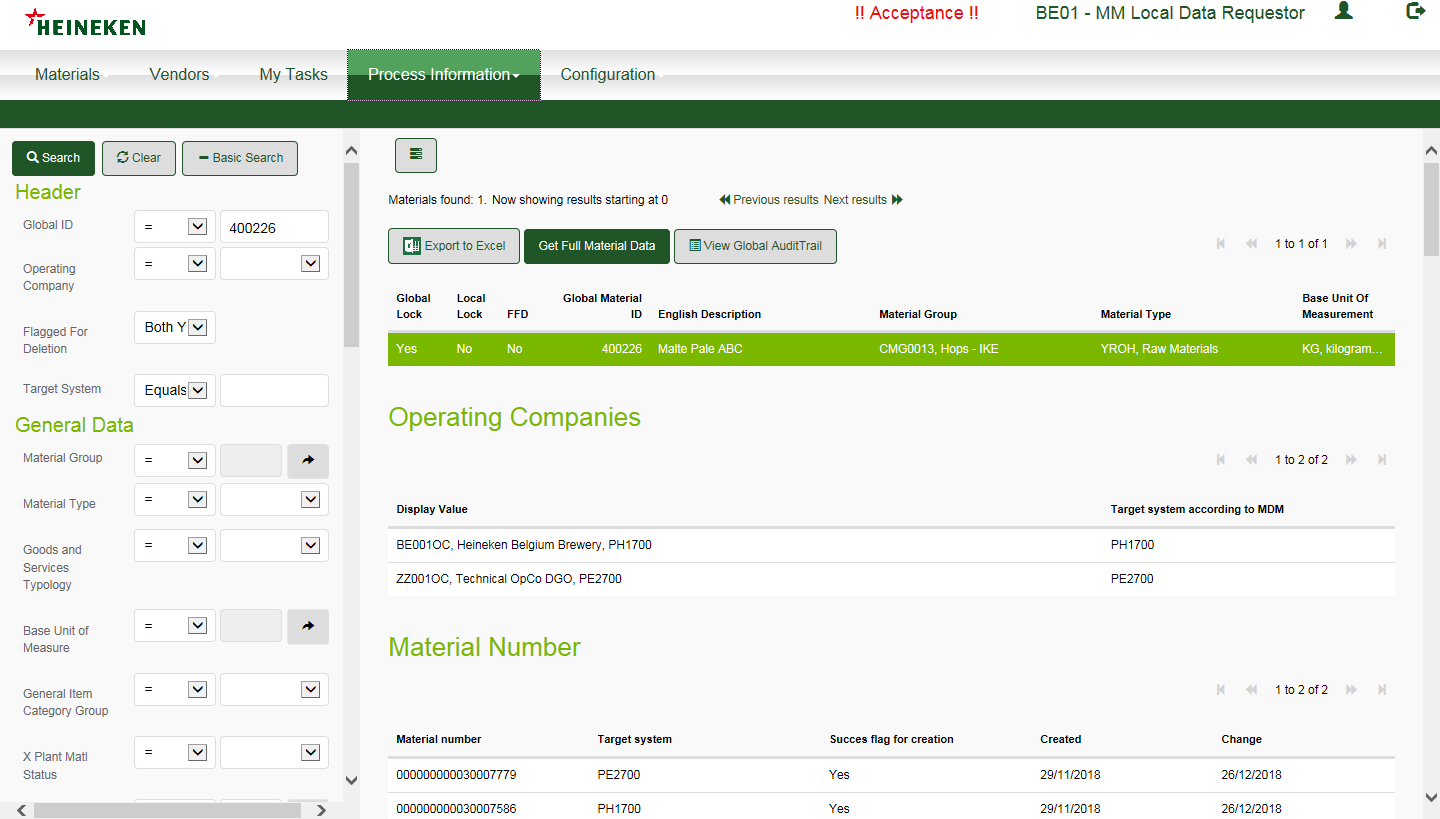 HEINEKEN
!! Acceptance !!
BE01 - MM Local Data Requestor
Materials
Vendors
My Tasks
Process Information
Configuration
Search
Clear
Basic Search
Header
Global ID
=
400226
Operating
Company
=
Flagged For
Deletion
Both Y
Target System
Equals
General Data
Material Group
=
Material Type
=
Goods and
Services
Typology
=
Base Unit of
Measure
=
General Item
Category Group
=
X Plant Matl
Status
=
Materials found: 1. Now showing results starting at 0
Previous results Next results
Export to Excel
Get Full Material Data
View Global AuditTrail
1 to 1 of 1
Global Lock
Local Lock
FFD
Global Material ID
English Description
Material Group
Material Type
Base Unit Of Measurement
Yes No No 400226 Malte Pale ABC CMG0013, Hops - IKE YROH, Raw Materials KG, kilogram...
Operating Companies
1 to 2 of 2
Display Value Target system according to MDM
BE001OC, Heineken Belgium Brewery, PH1700 PH1700
ZZ001OC, Technical OpCo DGO, PE2700 PE2700
Material Number
1 to 2 of 2
Material number Target system Succes flag for creation Created Change
000000000030007779 PE2700 Yes 29/11/2018 26/12/2018
000000000030007586 PH1700 Yes 29/11/2018 26/12/2018